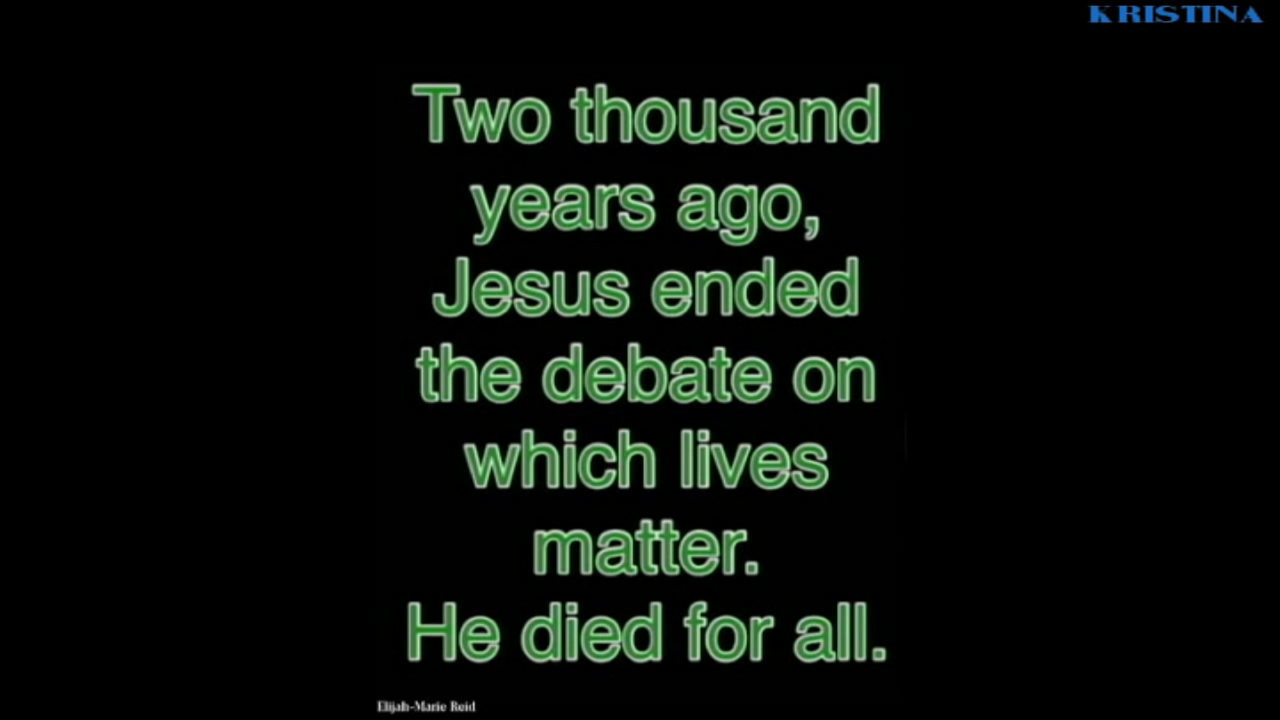 KRISTINA
Two thousand
years ago,
Jesus ended
the debate on
which lives
matter.
He died for all.
Elijah-Marie Reid